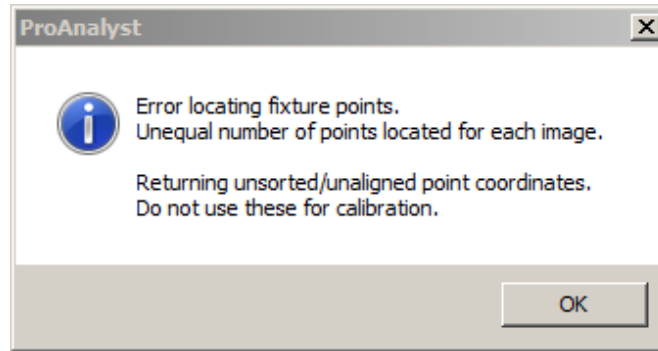 ProAnalyst
Error locating fixture points.
Unequal number of points located for each image.
Returning unsorted/unaligned point coordinates.
Do not use these for calibration.
OK